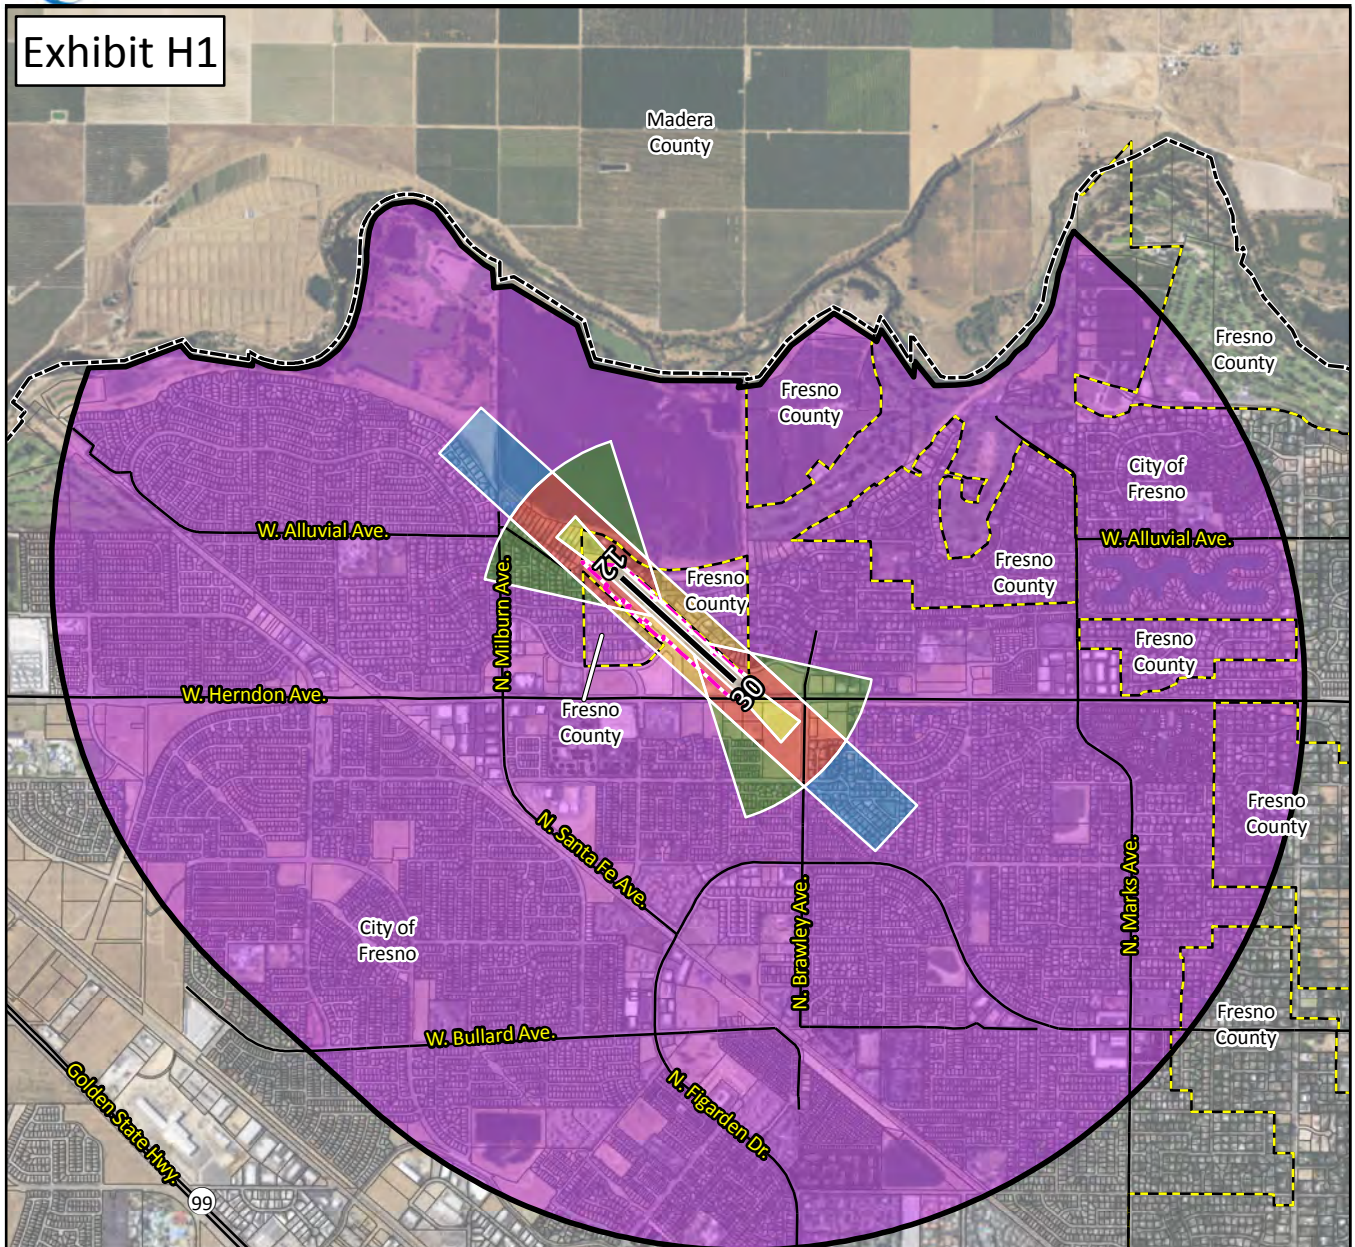 Exhibit H1
Madera
County
Fresno
County
Fresno
County
City of
Fresno
W. Alluvial Ave.
W. Alluvial Ave.
12
Fresno
County
Fresno
County
N. Milburn Ave.
Fresno
County
W. Herndon Ave.
30
Fresno
County
Fresno
County
N. Santa Fe Ave.
City of
Fresno
N. Brawley Ave.
N. Marks Ave.
Fresno
County
W. Bullard Ave.
N. Figarden Dr.
Golden State Hwy.
99